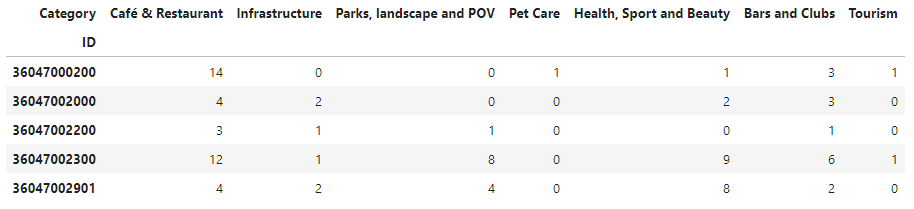 Category Café & Restaurant Infrastructure Parks, landscape and POV Pet Care Health, Sport and Beauty Bars and Clubs Tourism
ID
36047000200 14 0 0 1 1 3 1
36047002000 4 2 0 0 2 3 0
36047002200 3 1 1 0 0 1 0
36047002300 12 1 8 0 9 6 1
36047002901 4 2 4 0 8 2 0